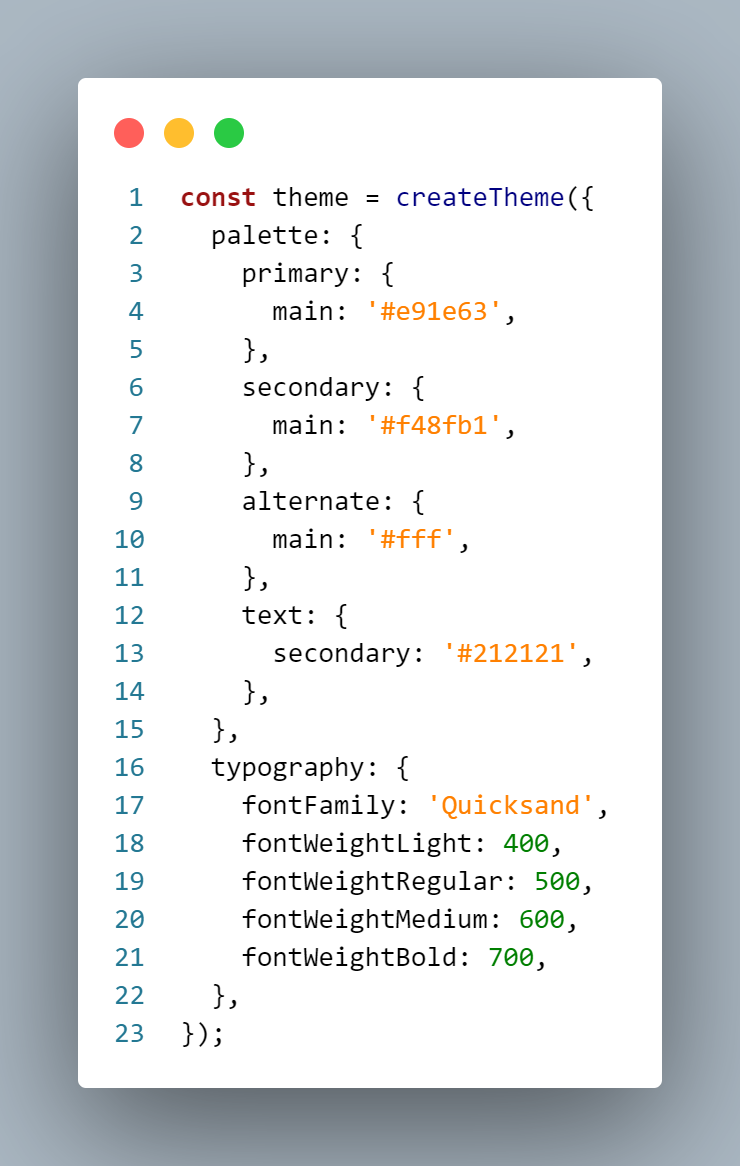 1 const theme = createTheme({
2   palette: {
3     primary: {
4       main: '#e91e63',
5     },
6     secondary: {
7       main: '#f48fb1',
8     },
9     alternate: {
10       main: '#fff',
11     },
12     text: {
13       secondary: '#212121',
14     },
15   },
16   typography: {
17     fontFamily: 'Quicksand',
18     fontWeightLight: 400,
19     fontWeightRegular: 500,
20     fontWeightMedium: 600,
21     fontWeightBold: 700,
22   },
23 });